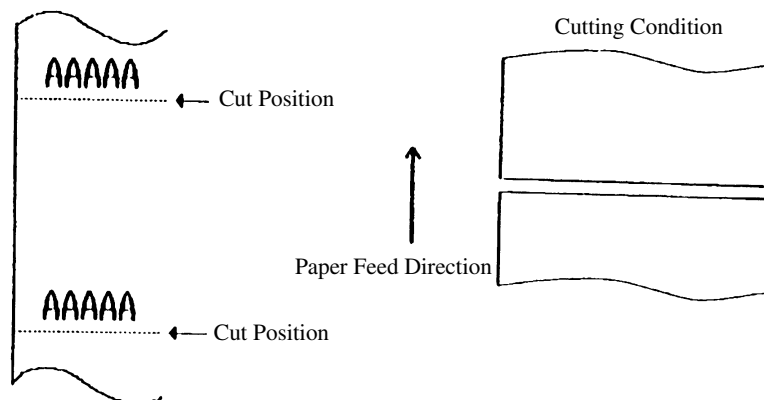 Cutting Condition
AAAAA
Cut Position
Paper Feed Direction
AAAAA
Cut Position